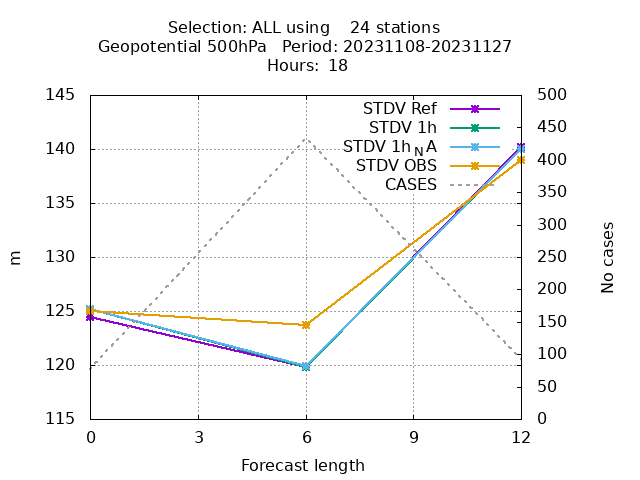 Selection: ALL using    24 stations
Geopotential 500hPa   Period: 20231108-20231127
Hours:  18
145
140
135
130
125
120
115
m
500
450
400
350
300
250
200
150
100
50
0
No cases
STDV Ref
STDV 1h
STDV 1h_N A
STDV OBS
CASES
0 3 6 9 12
Forecast length